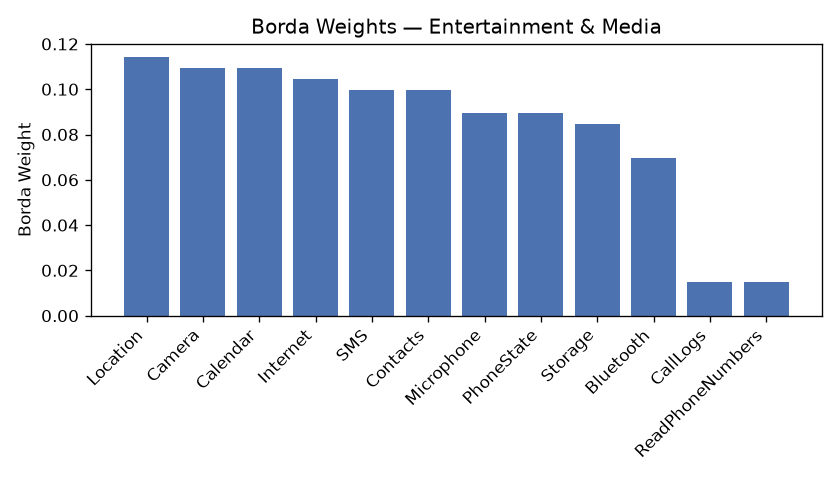 Borda Weights — Entertainment & Media
Borda Weight
0.12
0.10
0.08
0.06
0.04
0.02
0.00
Location
Camera
Calendar
Internet
SMS
Contacts
Microphone
PhoneState
Storage
Bluetooth
CallLogs
ReadPhoneNumbers